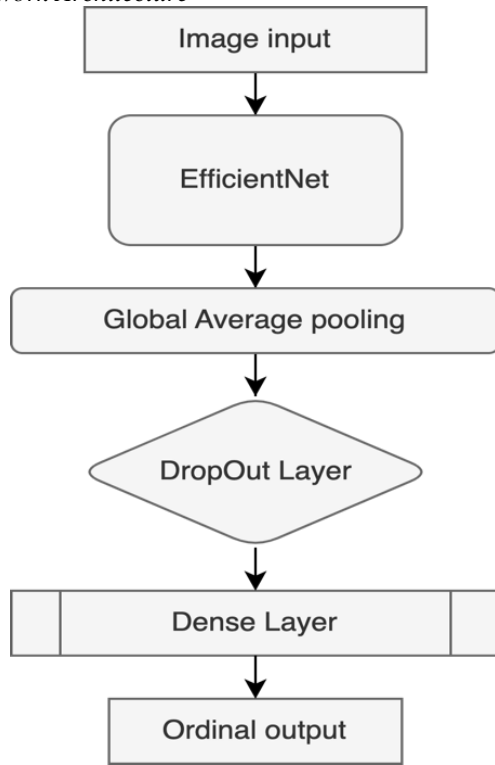 Image input
EfficientNet
Global Average pooling
DropOut Layer
Dense Layer
Ordinal output